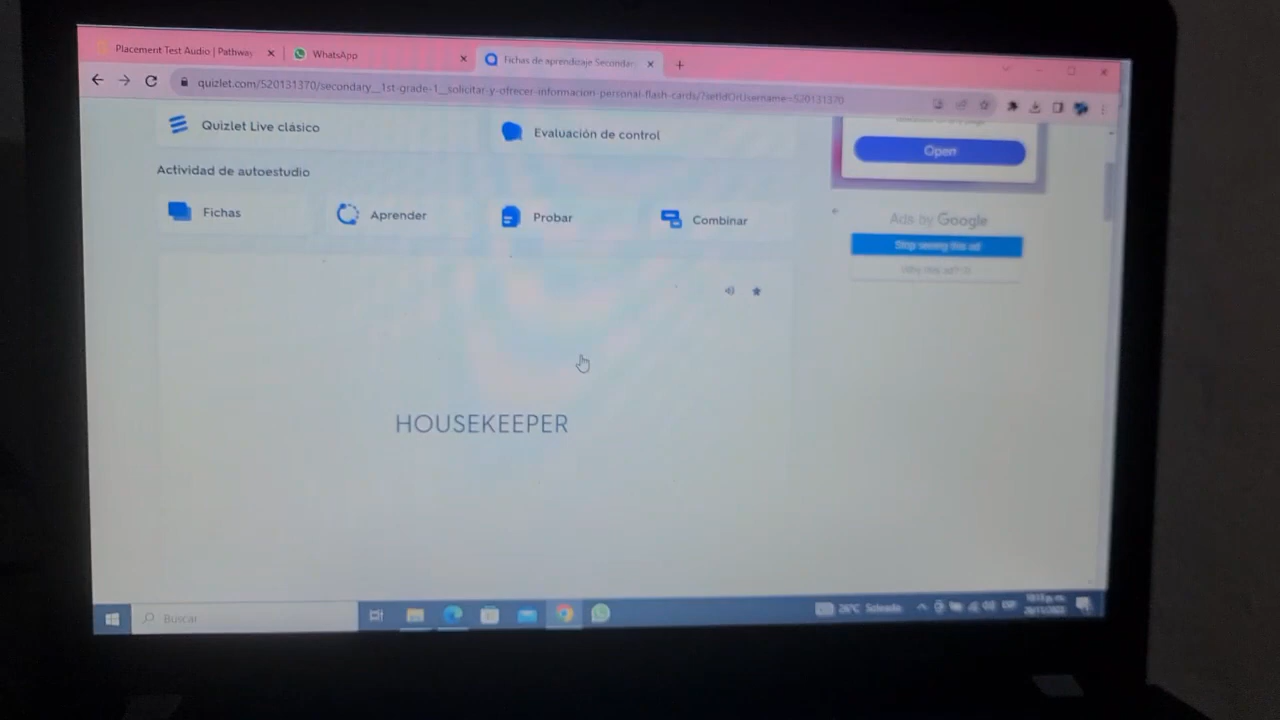 Placement Test Audio | Pathway
WhatsApp
Fichas de aprendizaje Secondar
quizlet.com/520131370/secondary__1st-grade-1__solicitar-y-ofrecer-informacion-personal-flash-cards/?setIdOrUsername=520131370
Quizlet Live clásico
Evaluación de control
Open
Actividad de autoestudio
Fichas
Aprender
Probar
Combinar
Ads by Google
Stop seeing this ad
Why this ad?
HOUSEKEEPER
Buscar
26°C Soleado
ESP